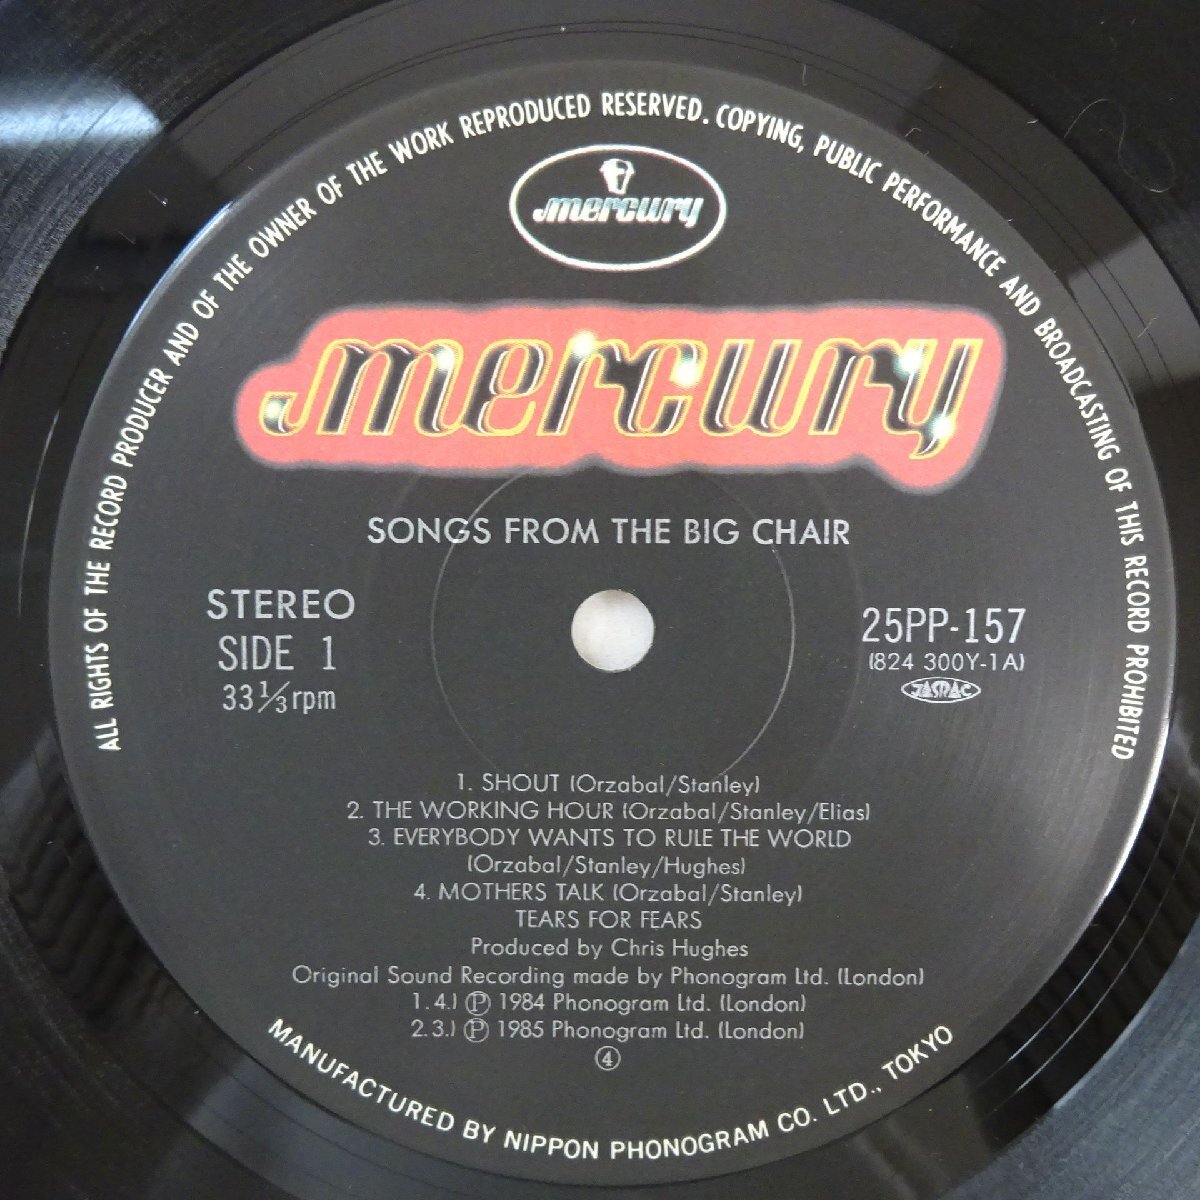 ALL RIGHTS OF THE RECORD PRODUCER AND OF THE OWNER OF THE WORK REPRODUCED RESERVED. COPYING, PUBLIC PERFORMANCE AND BROADCASTING OF THIS RECORD PROHIBITED
mercury
mercury
SONGS FROM THE BIG CHAIR
STEREO
SIDE 1
33 1/3 rpm
25PP-157
(824 300Y-1A)
JASRAC
1. SHOUT (Orzabal/Stanley)
2. THE WORKING HOUR (Orzabal/Stanley/Elias)
3. EVERYBODY WANTS TO RULE THE WORLD
(Orzabal/Stanley/Hughes)
4. MOTHERS TALK (Orzabal/Stanley)
TEARS FOR FEARS
Produced by Chris Hughes
Original Sound Recording made by Phonogram Ltd. (London)
1.4.) Ⓟ 1984 Phonogram Ltd. (London)
2.3.) Ⓟ 1985 Phonogram Ltd. (London)
④
MANUFACTURED BY NIPPON PHONOGRAM CO. LTD., TOKYO